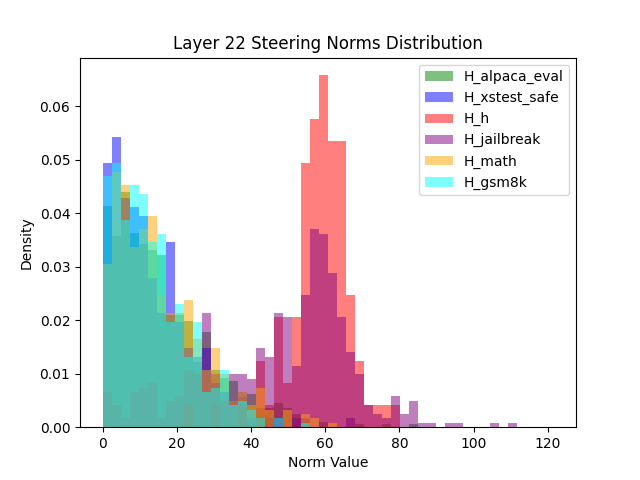 Layer 22 Steering Norms Distribution
H_alpaca_eval
H_xstest_safe
H_h
H_jailbreak
H_math
H_gsm8k
Density
0.06
0.05
0.04
0.03
0.02
0.01
0.00
0 20 40 60 80 100 120
Norm Value